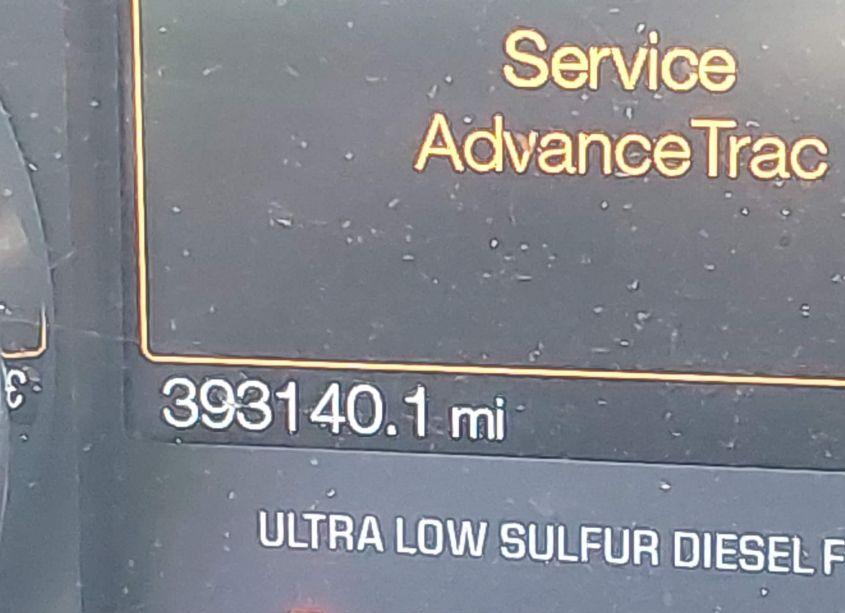 Service
AdvanceTrac
393140.1 mi
ULTRA LOW SULFUR DIESEL F